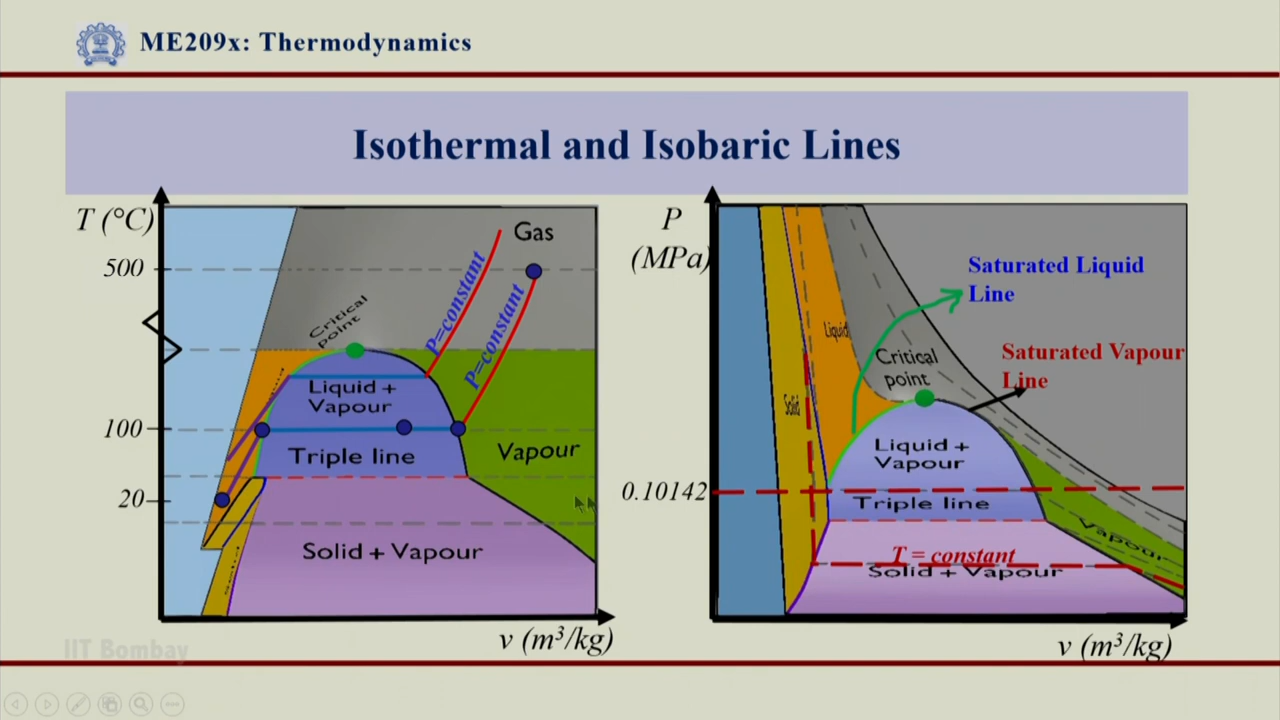 ME209x: Thermodynamics
Isothermal and Isobaric Lines
T (°C)
500
100
20
Gas
Critical
point
P=constant
P=constant
Liquid +
Vapour
Triple line
Vapour
Solid + Vapour
v (m³/kg)
P
(MPa)
0.10142
Saturated Liquid
Line
Saturated Vapour
Line
Liquid
Solid
Critical
point
Liquid +
Vapour
Triple line
Vapour
T = constant
Solid + Vapour
v (m³/kg)
IIT Bombay